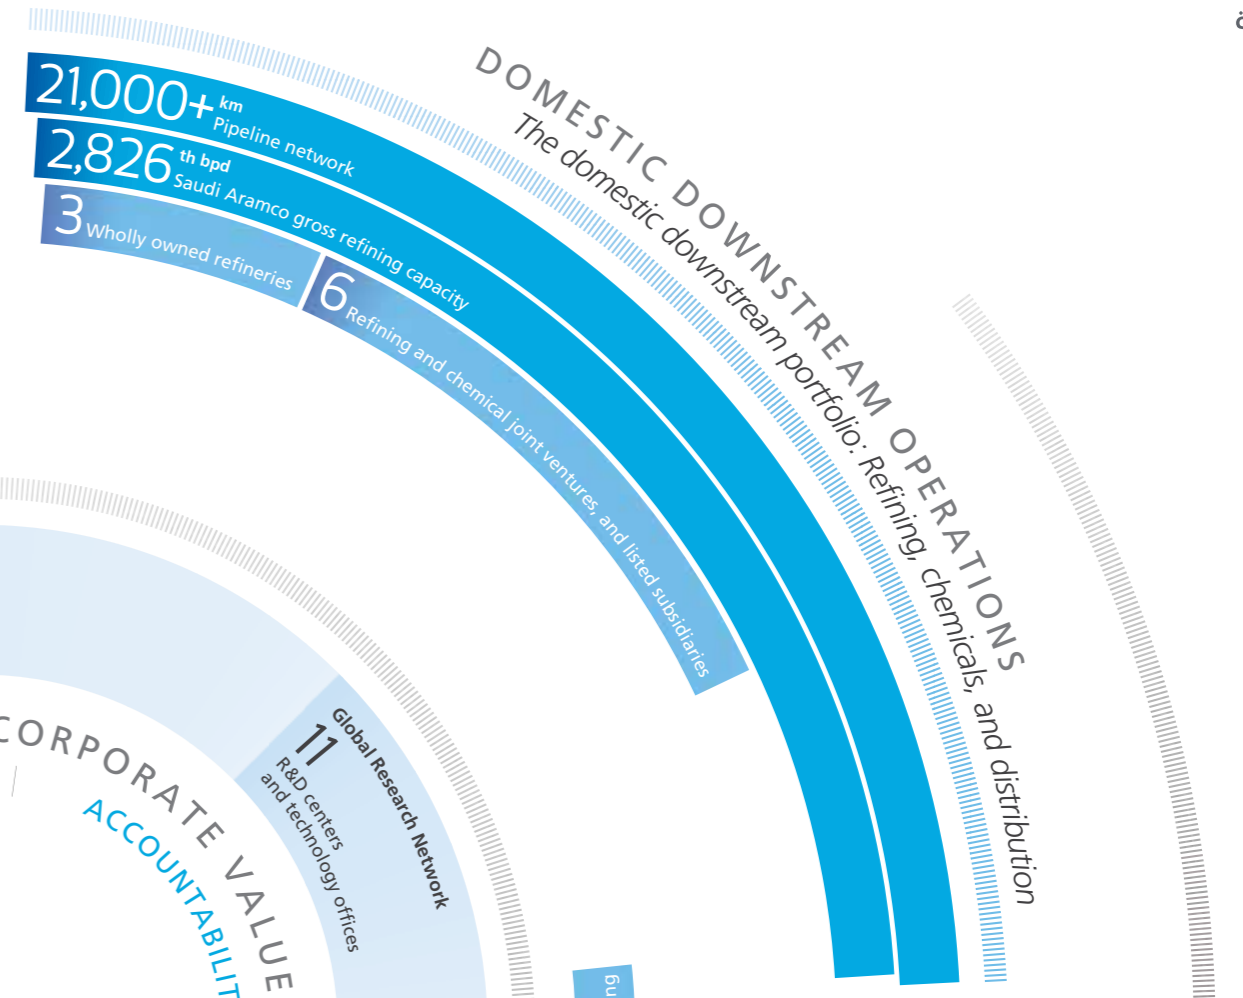 DOMESTIC DOWNSTREAM OPERATIONS
The domestic downstream portfolio: Refining, chemicals, and distribution
21,000+ km
Pipeline network
2,826 th bpd
Saudi Aramco gross refining capacity
3 Wholly owned refineries
6 Refining and chemical joint ventures, and listed subsidiaries
Global Research Network
11
R&D centers
and technology offices
CORPORATE VALUE
ACCOUNTABILIT
ng